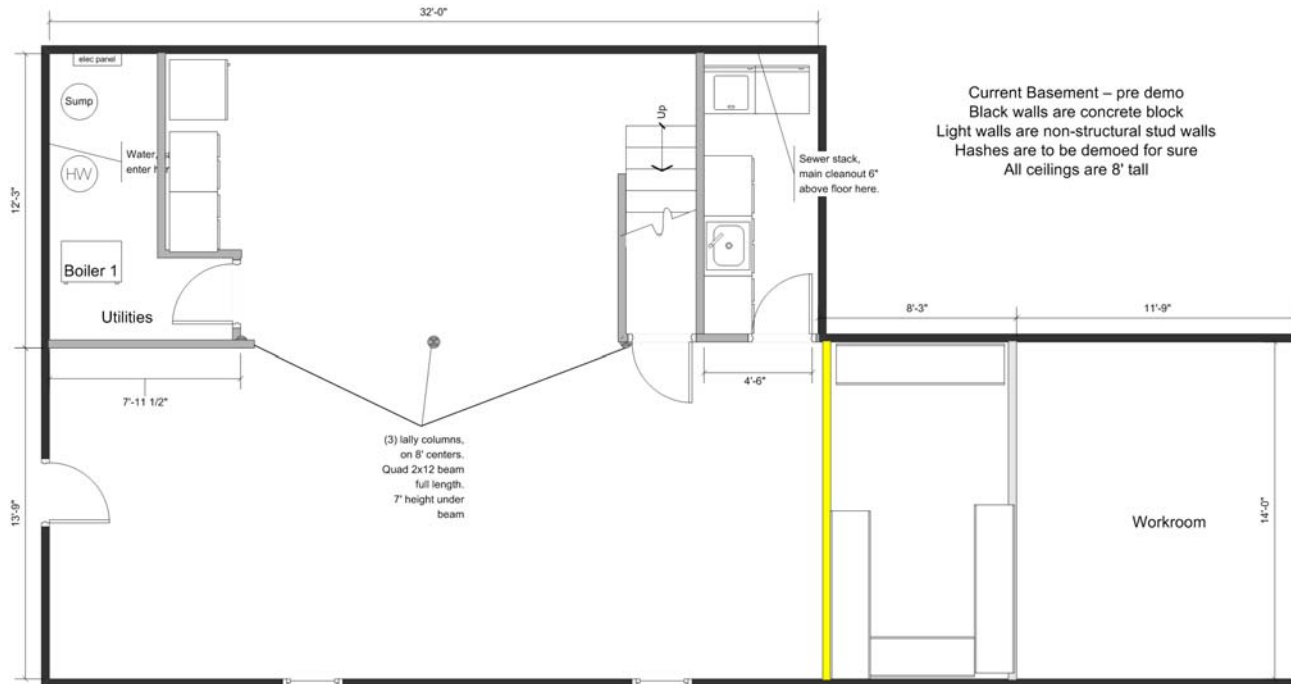 32'-0"
elec panel
Sump
Up
Current Basement – pre demo
Black walls are concrete block
Light walls are non-structural stud walls
Hashes are to be demoed for sure
All ceilings are 8' tall
Water,
enter
HW
Sewer stack,
main cleanout 6"
above floor here.
12'-3"
Boiler 1
Utilities
8'-3"
11'-9"
4'-6"
7'-11 1/2"
(3) lally columns,
on 8' centers.
Quad 2x12 beam
full length.
7' height under
beam
13'-9"
14'-0"
Workroom